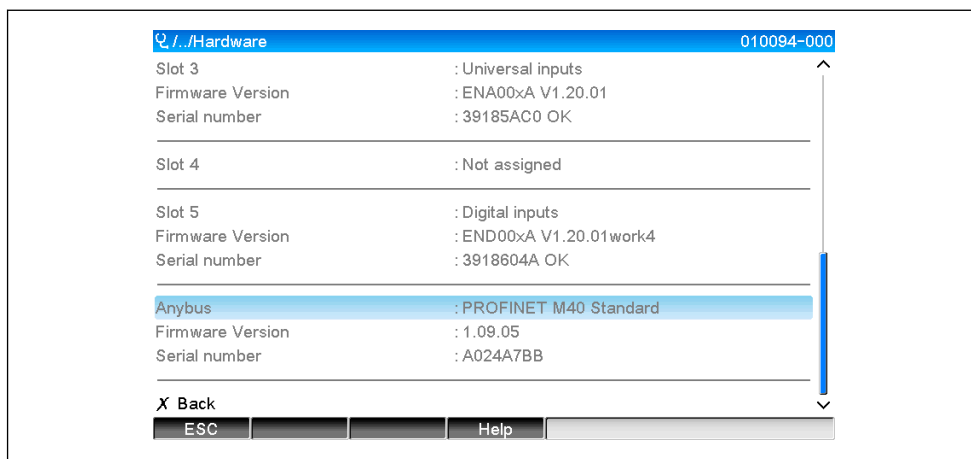 /../Hardware 010094-000
Slot 3 : Universal inputs
Firmware Version : ENA00xA V1.20.01
Serial number : 39185AC0 OK
Slot 4 : Not assigned
Slot 5 : Digital inputs
Firmware Version : END00xA V1.20.01work4
Serial number : 3918604A OK
Anybus : PROFINET M40 Standard
Firmware Version : 1.09.05
Serial number : A024A7BB
X Back
ESC Help